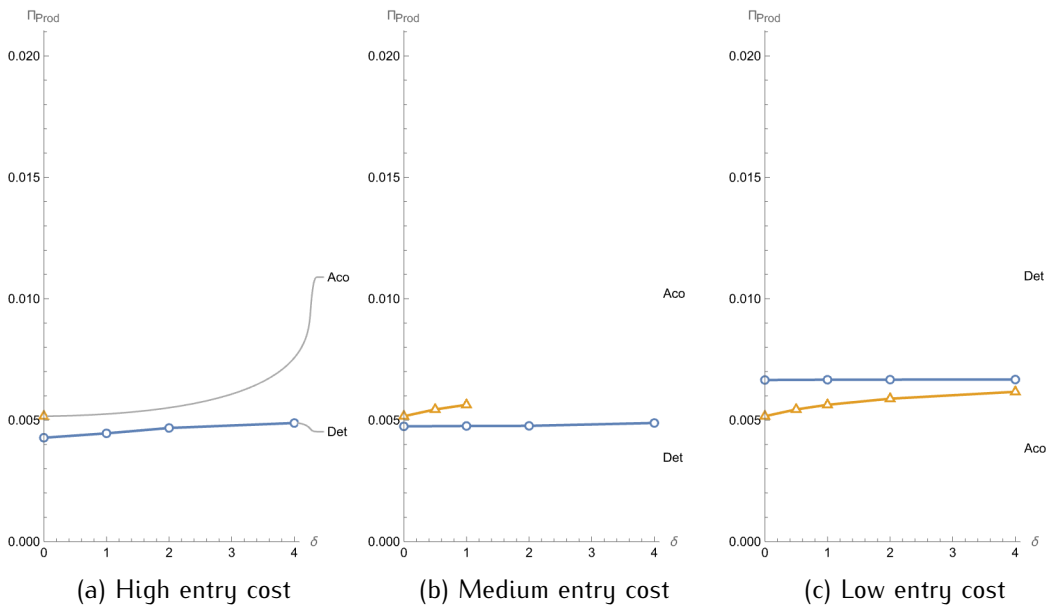 ΠProd
0.020
0.015
0.010
0.005
0.000
0 1 2 3 4 δ
Aco
Det
(a) High entry cost
ΠProd
0.020
0.015
0.010
0.005
0.000
0 1 2 3 4 δ
Aco
Det
(b) Medium entry cost
ΠProd
0.020
0.015
0.010
0.005
0.000
0 1 2 3 4 δ
Det
Aco
(c) Low entry cost